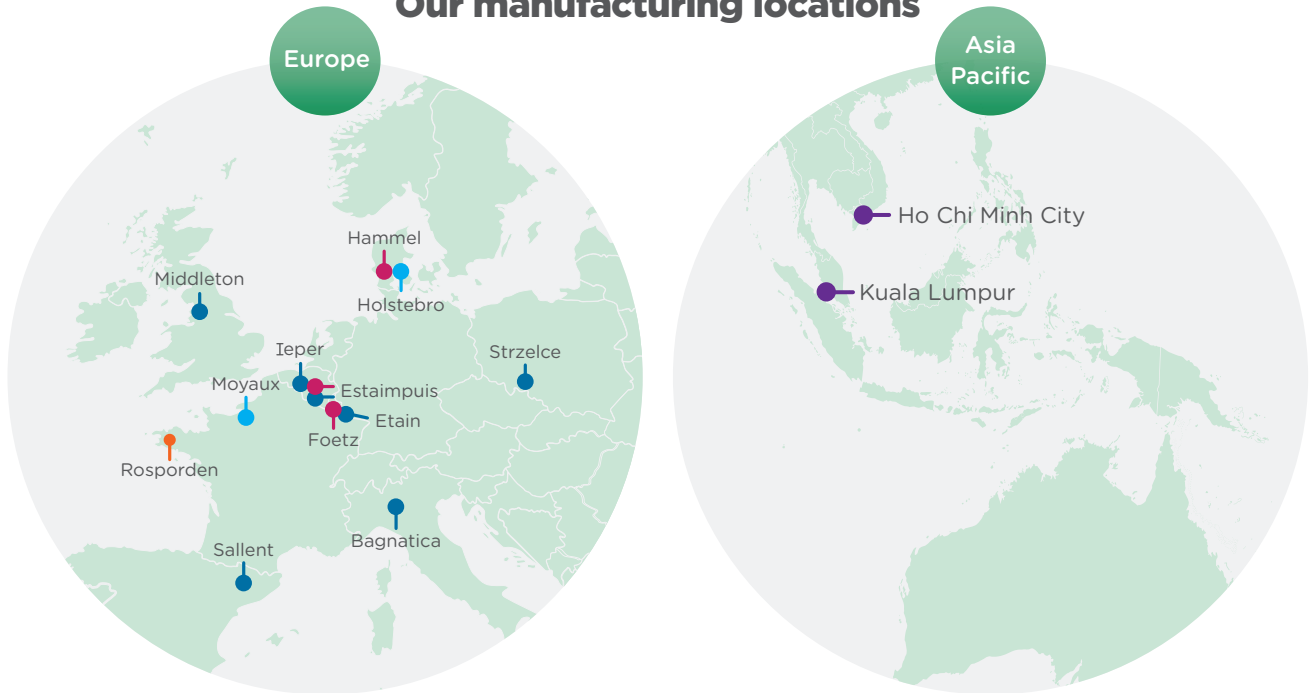 Our manufacturing locations
Europe
Asia
Pacific
Hammel
Holstebro
Middleton
Ieper
Strzelce
Moyaux
Estaimpuis
Etain
Foetz
Rosporden
Bagnatica
Sallent
Ho Chi Minh City
Kuala Lumpur